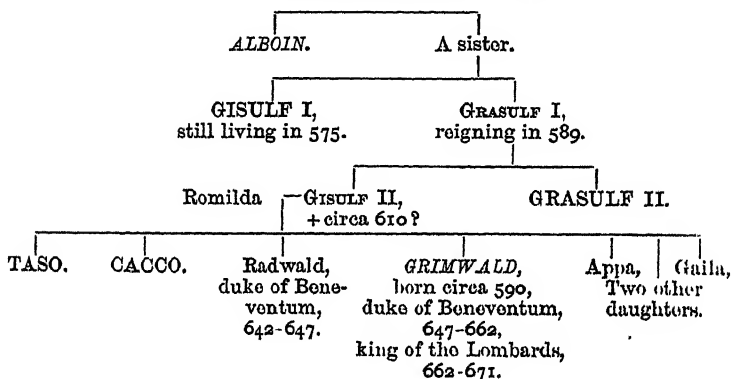 ALBOIN. A sister.
GISULF I, GRASULF I,
still living in 575. reigning in 589.
Romilda GISULF II, GRASULF II.
+ circa 610?
TASO. CACCO. Radwald, GRIMWALD, Appa, Gaila,
duke of Bene- born circa 590, Two other
ventum, duke of Beneventum, daughters.
642-647. 647-662,
king of the Lombards,
662-671.